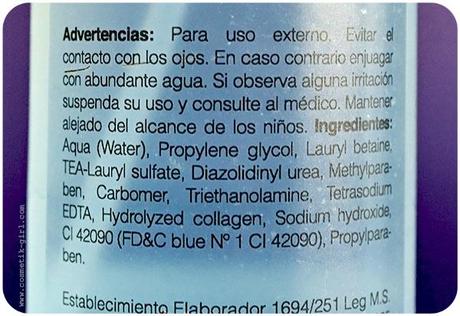 Advertencias: Para uso externo. Evitar el
contacto con los ojos. En caso contrario enjuagar
con abundante agua. Si observa alguna irritación
suspenda su uso y consulte al médico. Mantener
alejado del alcance de los niños. Ingredientes:
Aqua (Water), Propylene glycol, Lauryl betaine,
TEA-Lauryl sulfate, Diazolidinyl urea, Methylpara-
ben, Carbomer, Triethanolamine, Tetrasodium
EDTA, Hydrolyzed collagen, Sodium hydroxide,
CI 42090 (FD&C blue Nº 1 CI 42090), Propylpara-
ben.
Establecimiento Elaborador 1694/251 Leg M.S.
www.cosmetik-girl.com